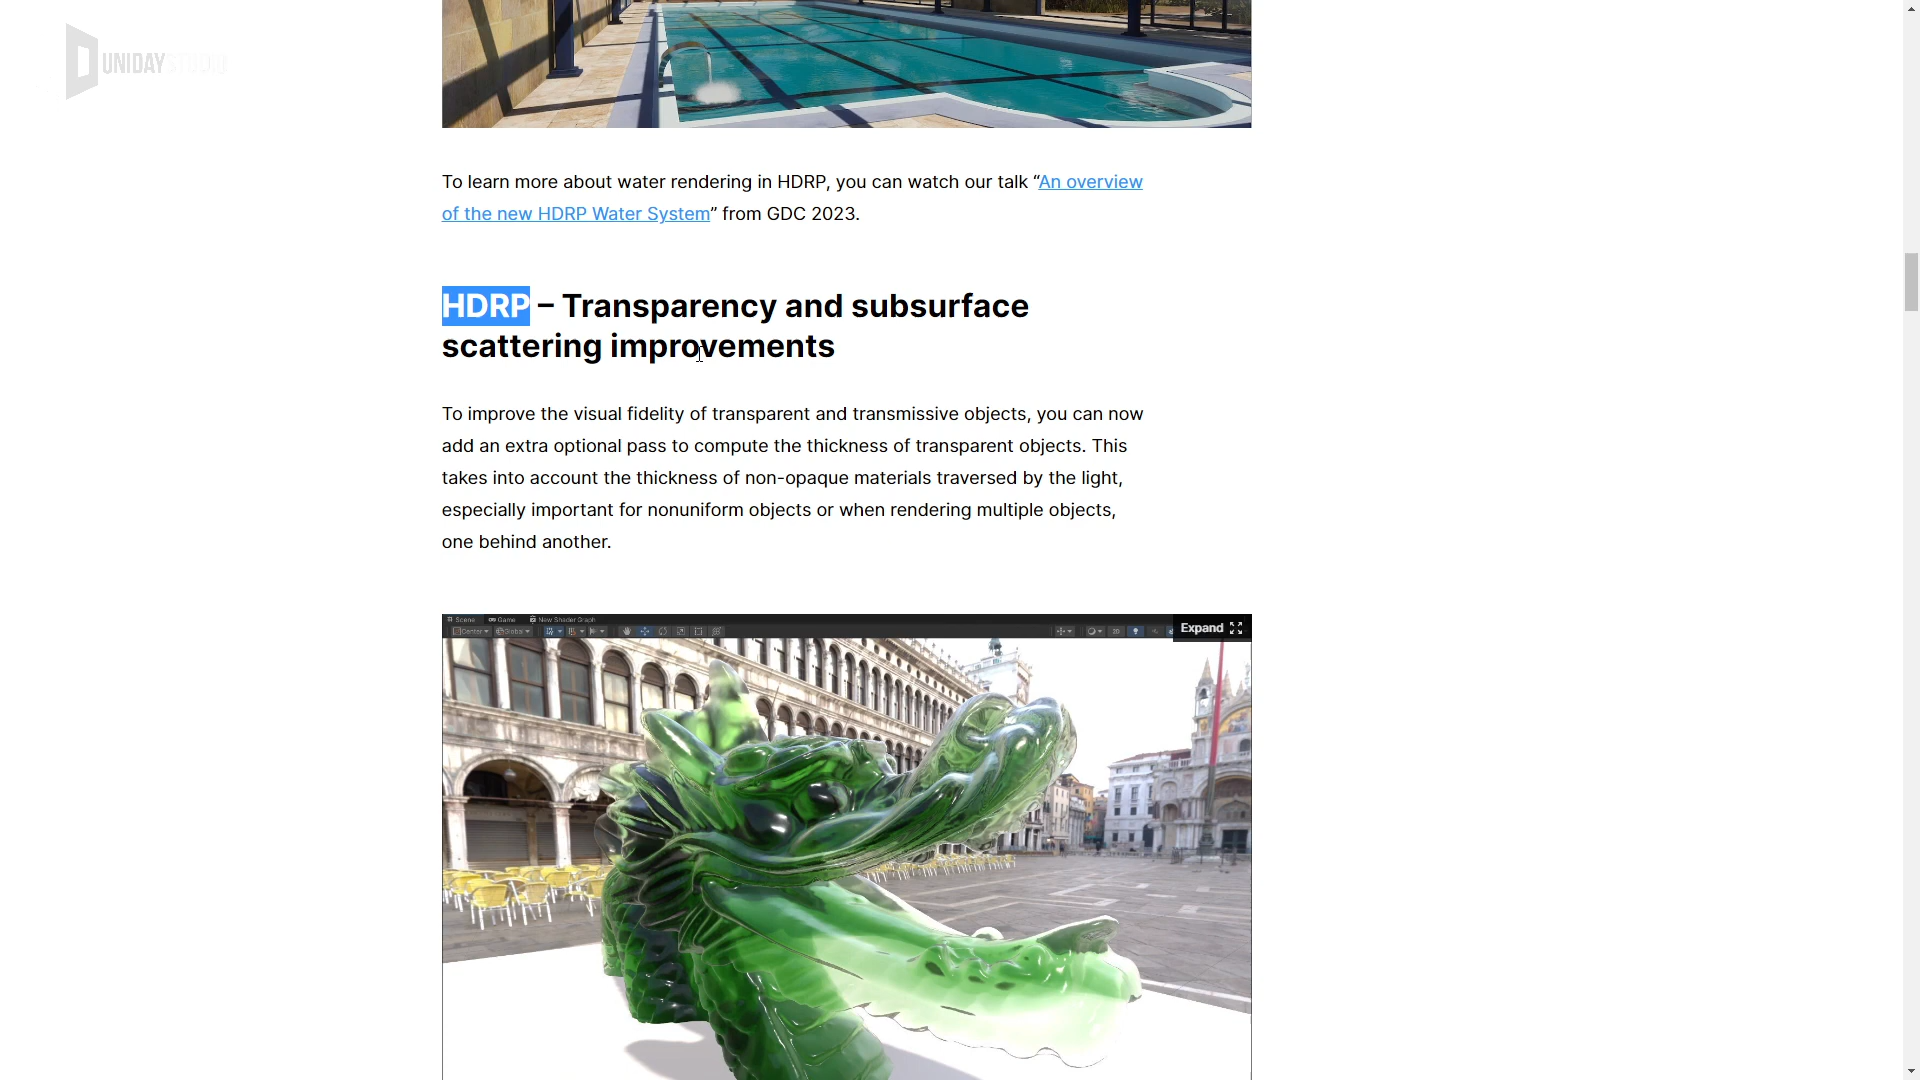 UNIDAY STUDIO
To learn more about water rendering in HDRP, you can watch our talk “An overview
of the new HDRP Water System” from GDC 2023.
HDRP – Transparency and subsurface
scattering improvements
To improve the visual fidelity of transparent and transmissive objects, you can now
add an extra optional pass to compute the thickness of transparent objects. This
takes into account the thickness of non-opaque materials traversed by the light,
especially important for nonuniform objects or when rendering multiple objects,
one behind another.
Scene Game New Shader Graph
Expand
Center Global 2D